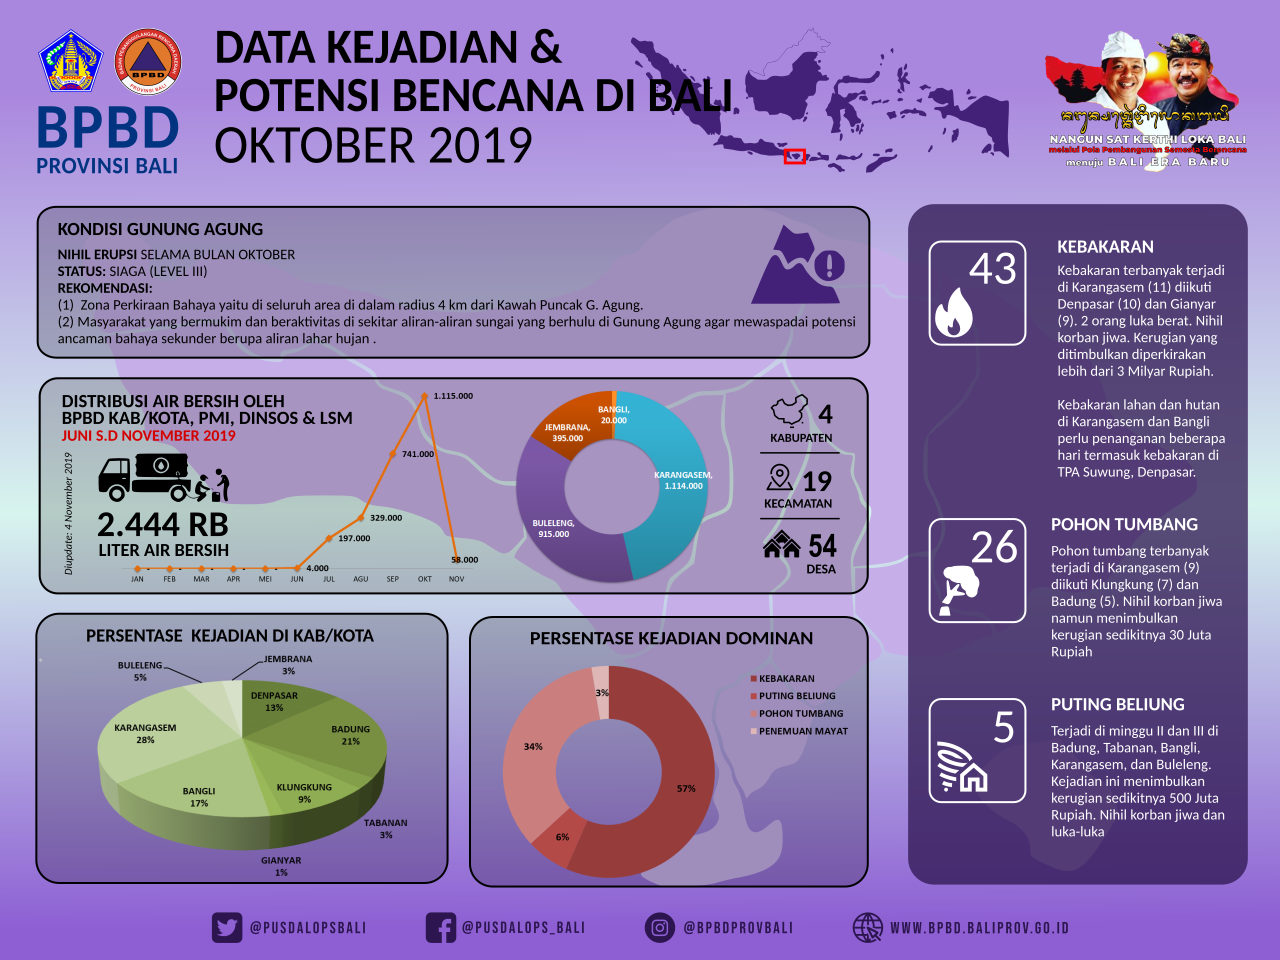 BPBD
PROVINSI BALI
DATA KEJADIAN &
POTENSI BENCANA DI BALI
OKTOBER 2019
NANGUN SAT KERTHI LOKA BALI
melalui Pola Pembangunan Semesta Berencana
menuju BALI ERA BARU
KONDISI GUNUNG AGUNG
NIHIL ERUPSI SELAMA BULAN OKTOBER
STATUS: SIAGA (LEVEL III)
REKOMENDASI:
(1) Zona Perkiraan Bahaya yaitu di seluruh area di dalam radius 4 km dari Kawah Puncak G. Agung.
(2) Masyarakat yang bermukim dan beraktivitas di sekitar aliran-aliran sungai yang berhulu di Gunung Agung agar mewaspadai potensi
ancaman bahaya sekunder berupa aliran lahar hujan .
DISTRIBUSI AIR BERSIH OLEH
BPBD KAB/KOTA, PMI, DINSOS & LSM
JUNI S.D NOVEMBER 2019
Diupdate: 4 November 2019
2.444 RB
LITER AIR BERSIH
1.115.000
741.000
329.000
197.000
58.000
4.000
- - - - -
JAN FEB MAR APR MEI JUN JUL AGU SEP OKT NOV
BANGLI,
20.000
JEMBRANA,
395.000
KARANGASEM,
1.114.000
BULELENG,
915.000
4
KABUPATEN
19
KECAMATAN
54
DESA
PERSENTASE KEJADIAN DI KAB/KOTA
BULELENG
5%
JEMBRANA
3%
DENPASAR
13%
KARANGASEM
28%
BADUNG
21%
BANGLI
17%
KLUNGKUNG
9%
TABANAN
3%
GIANYAR
1%
PERSENTASE KEJADIAN DOMINAN
3%
34%
57%
6%
KEBAKARAN
PUTING BELIUNG
POHON TUMBANG
PENEMUAN MAYAT
43
KEBAKARAN
Kebakaran terbanyak terjadi
di Karangasem (11) diikuti
Denpasar (10) dan Gianyar
(9). 2 orang luka berat. Nihil
korban jiwa. Kerugian yang
ditimbulkan diperkirakan
lebih dari 3 Milyar Rupiah.
Kebakaran lahan dan hutan
di Karangasem dan Bangli
perlu penanganan beberapa
hari termasuk kebakaran di
TPA Suwung, Denpasar.
26
POHON TUMBANG
Pohon tumbang terbanyak
terjadi di Karangasem (9)
diikuti Klungkung (7) dan
Badung (5). Nihil korban jiwa
namun menimbulkan
kerugian sedikitnya 30 Juta
Rupiah
5
PUTING BELIUNG
Terjadi di minggu II dan III di
Badung, Tabanan, Bangli,
Karangasem, dan Buleleng.
Kejadian ini menimbulkan
kerugian sedikitnya 500 Juta
Rupiah. Nihil korban jiwa dan
luka-luka
@PUSDALOPSBALI
@PUSDALOPS_BALI
@BPBDPROVBALI
WWW.BPBD.BALIPROV.GO.ID